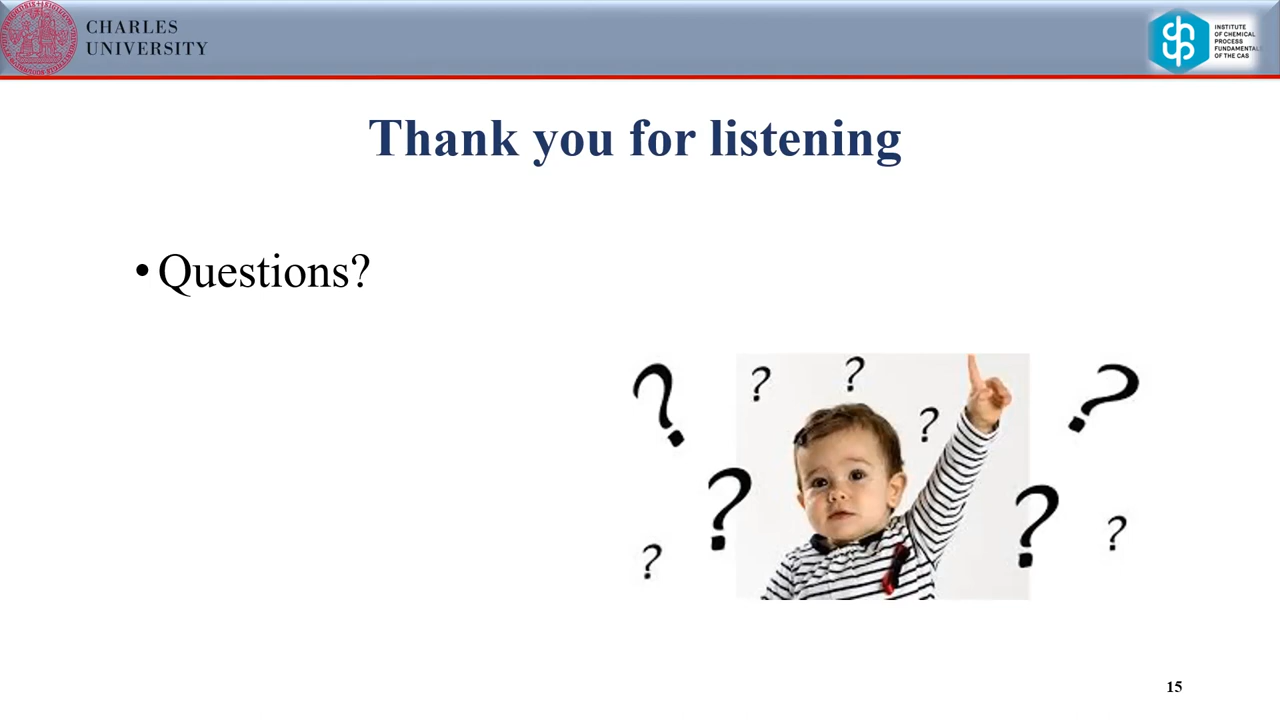 CHARLES
UNIVERSITY
INSTITUTE
OF CHEMICAL
PROCESS
FUNDAMENTALS
OF THE CAS
Thank you for listening
• Questions?
? ? ? ? ? ? ? ? ? ?
15